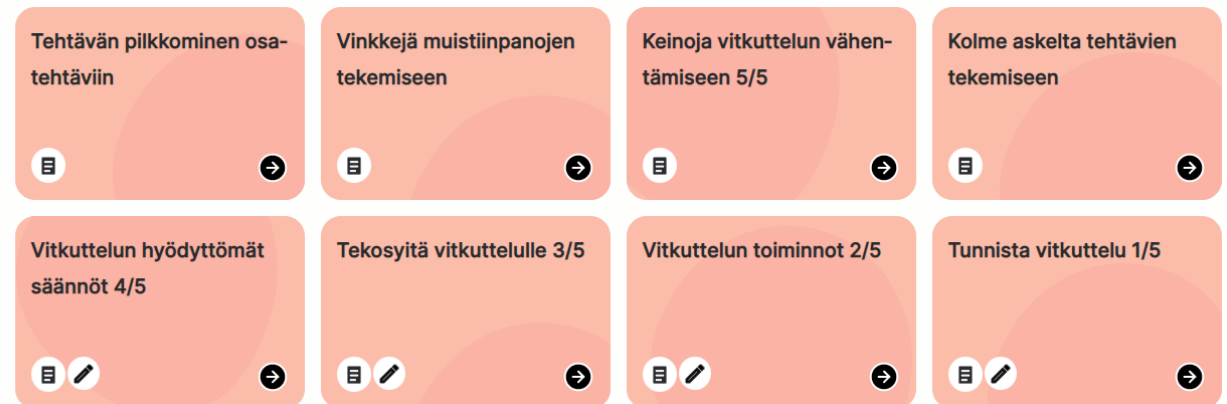 Tehtävän pilkkominen osa-
tehtäviin
Vinkkejä muistiinpanojen
tekemiseen
Keinoja vitkuttelun vähen-
tämiseen 5/5
Kolme askelta tehtävien
tekemiseen
Vitkuttelun hyödyttömät
säännöt 4/5
Tekosyitä vitkuttelulle 3/5
Vitkuttelun toiminnot 2/5
Tunnista vitkuttelu 1/5